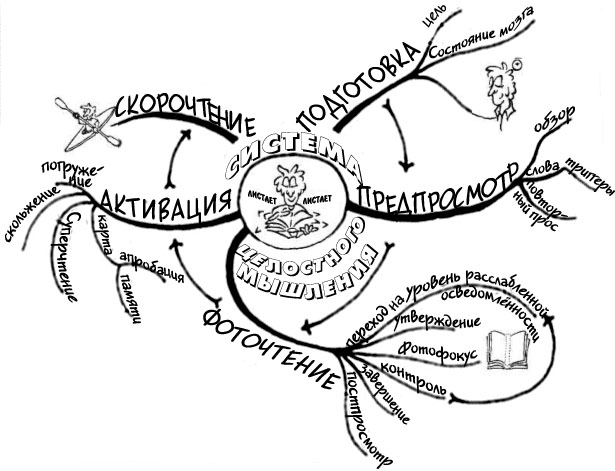 СИСТЕМА
ЦЕЛОСТНОГО
МЫШЛЕНИЯ
ЛИСТАЕТ
ЛИСТАЕТ
ПОДГОТОВКА
цель
Состояние мозга
ПРЕДПРОСМОТР
обзор
слова
триггеры
повтор-
ный прос
ФОТОЧТЕНИЕ
переход на уровень расслабленной
осведомлённости
утверждение
Фотофокус
контроль
завершение
постпросмотр
АКТИВАЦИЯ
погруже-
ние
скольжение
Суперчтение
карта
апробация
памяти
СКОРОЧТЕНИЕ